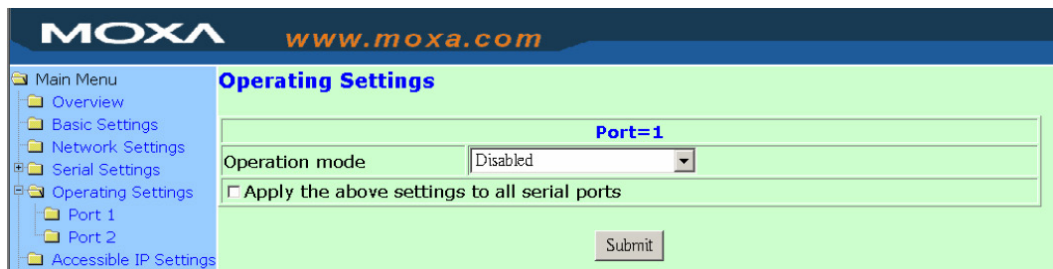 MOXA www.moxa.com
Main Menu
Overview
Basic Settings
Network Settings
Serial Settings
Operating Settings
Port 1
Port 2
Accessible IP Settings
Operating Settings
Port=1
Operation mode Disabled
Apply the above settings to all serial ports
Submit